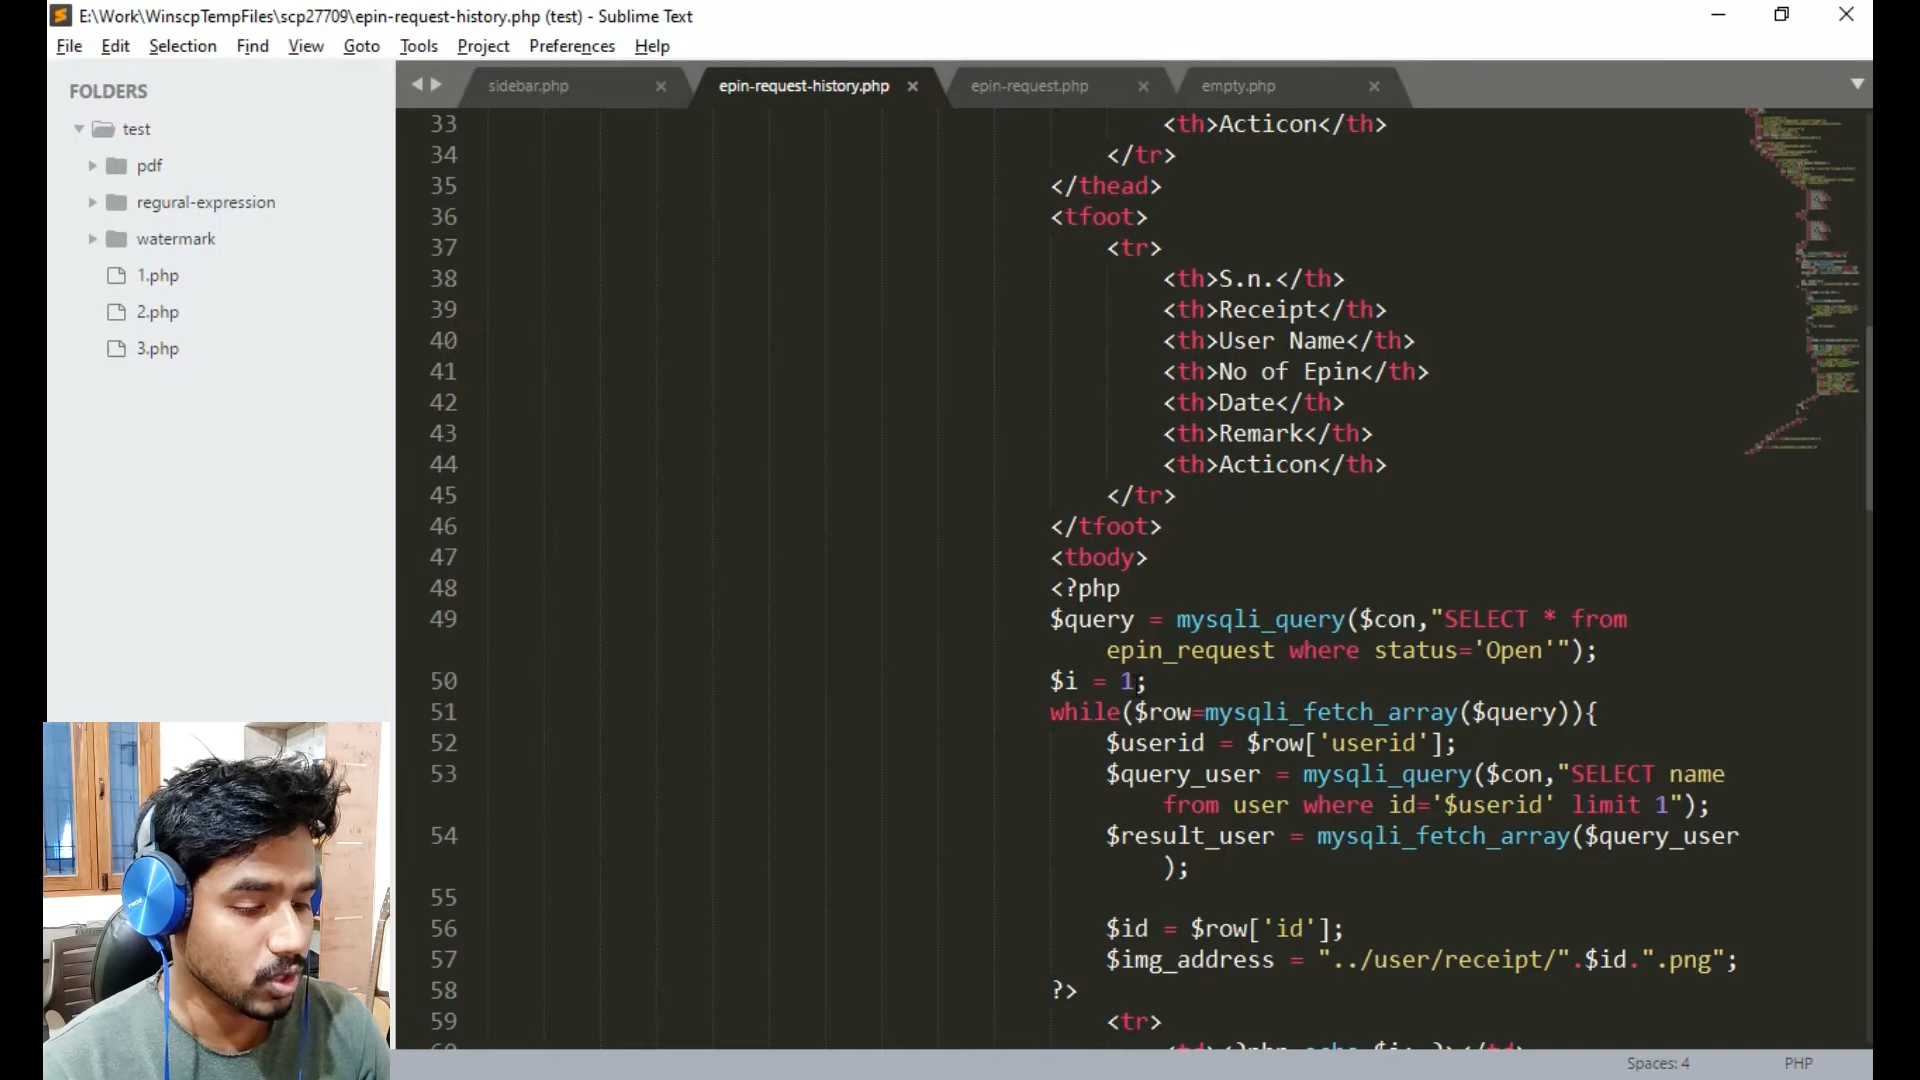 E:\Work\WinscpTempFiles\scp27709\epin-request-history.php (test) - Sublime Text
File Edit Selection Find View Goto Tools Project Preferences Help
FOLDERS
test
pdf
regural-expression
watermark
1.php
2.php
3.php
sidebar.php epin-request-history.php epin-request.php empty.php
33 <th>Acticon</th>
34 </tr>
35 </thead>
36 <tfoot>
37 <tr>
38 <th>S.n.</th>
39 <th>Receipt</th>
40 <th>User Name</th>
41 <th>No of Epin</th>
42 <th>Date</th>
43 <th>Remark</th>
44 <th>Acticon</th>
45 </tr>
46 </tfoot>
47 <tbody>
48 <?php
49 $query = mysqli_query($con,"SELECT * from
epin_request where status='Open'");
50 $i = 1;
51 while($row=mysqli_fetch_array($query)){
52 $userid = $row['userid'];
53 $query_user = mysqli_query($con,"SELECT name
from user where id='$userid' limit 1");
54 $result_user = mysqli_fetch_array($query_user
);
55
56 $id = $row['id'];
57 $img_address = "../user/receipt/".$id.".png";
58 ?>
59 <tr>
Spaces: 4 PHP